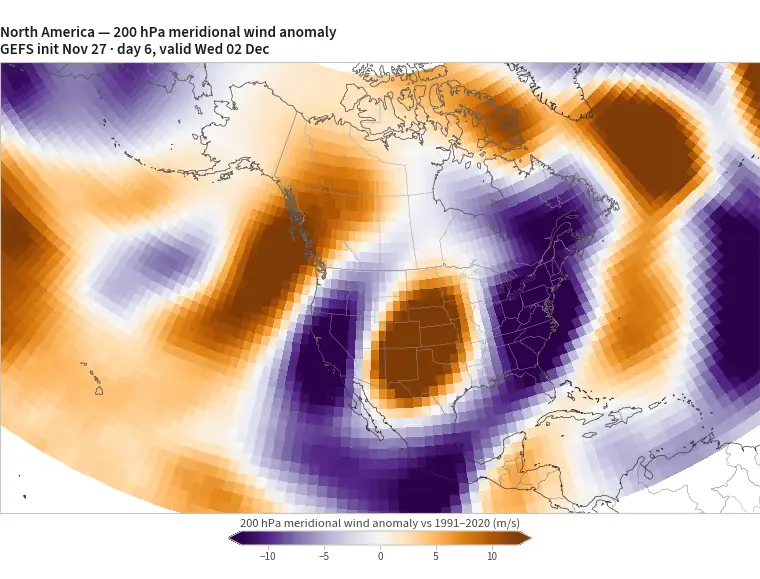 North America — 200 hPa meridional wind anomaly
GEFS init Nov 27 · day 6, valid Wed 02 Dec
200 hPa meridional wind anomaly vs 1991–2020 (m/s)
−10 −5 0 5 10